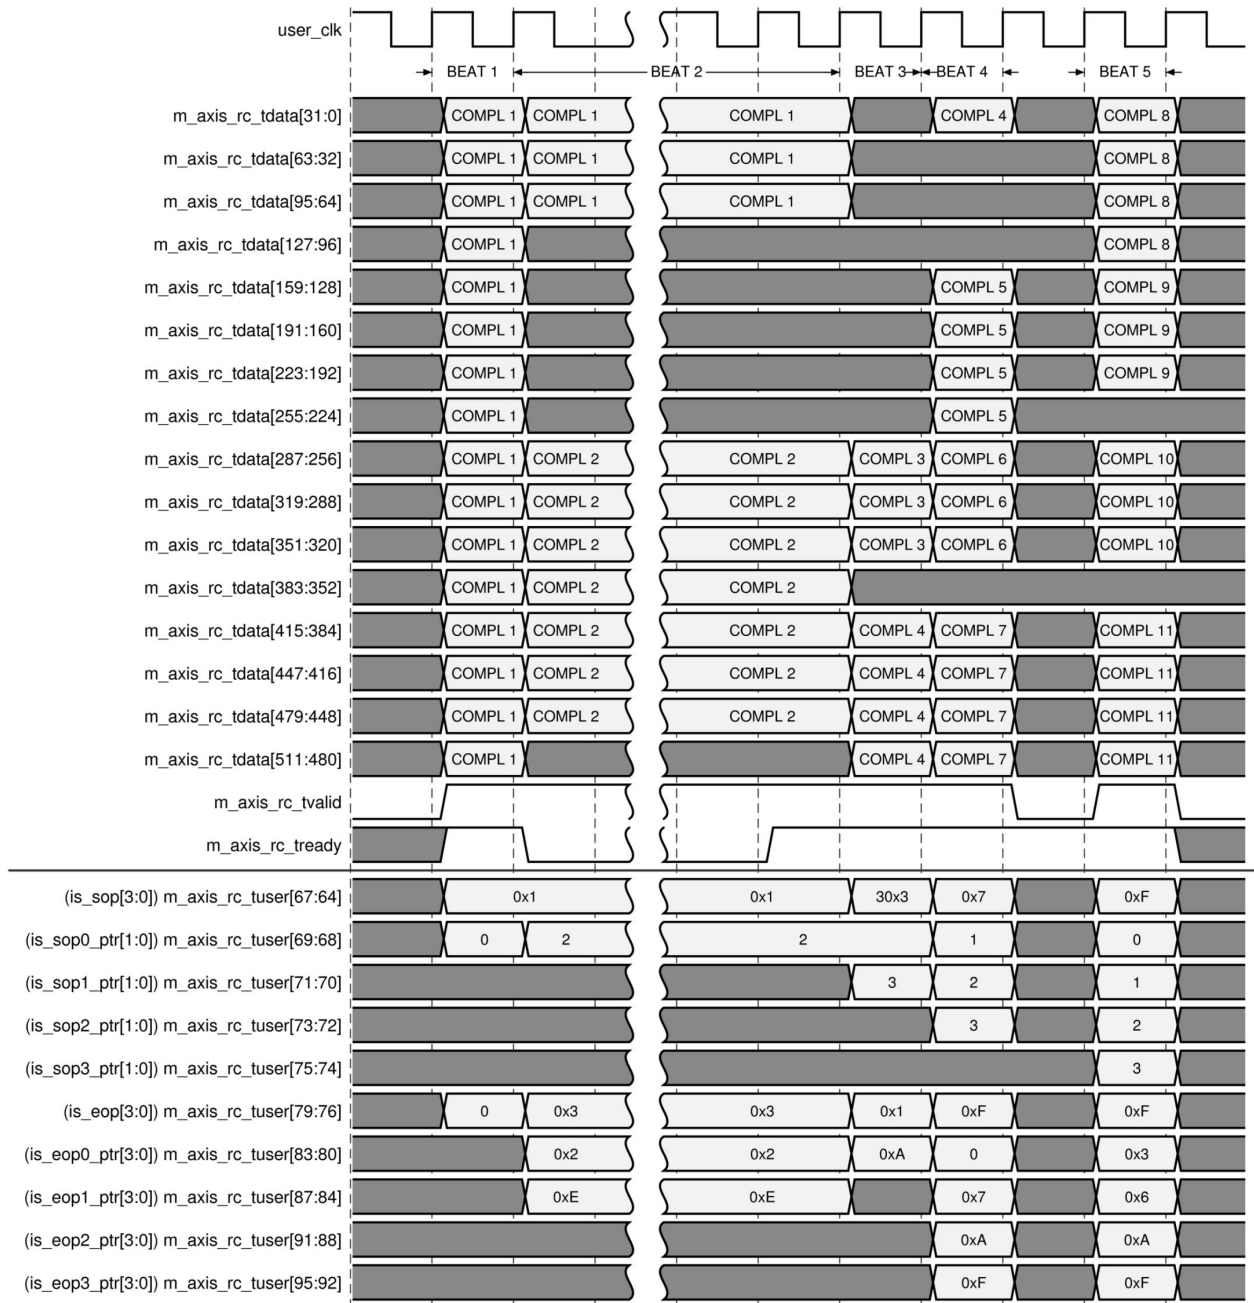 user_clk
BEAT 1 BEAT 2 BEAT 3 BEAT 4 BEAT 5
m_axis_rc_tdata[31:0] COMPL 1 COMPL 1 COMPL 1 COMPL 4 COMPL 8
m_axis_rc_tdata[63:32] COMPL 1 COMPL 1 COMPL 1 COMPL 8
m_axis_rc_tdata[95:64] COMPL 1 COMPL 1 COMPL 1 COMPL 8
m_axis_rc_tdata[127:96] COMPL 1 COMPL 8
m_axis_rc_tdata[159:128] COMPL 1 COMPL 5 COMPL 9
m_axis_rc_tdata[191:160] COMPL 1 COMPL 5 COMPL 9
m_axis_rc_tdata[223:192] COMPL 1 COMPL 5 COMPL 9
m_axis_rc_tdata[255:224] COMPL 1 COMPL 5
m_axis_rc_tdata[287:256] COMPL 1 COMPL 2 COMPL 2 COMPL 3 COMPL 6 COMPL 10
m_axis_rc_tdata[319:288] COMPL 1 COMPL 2 COMPL 2 COMPL 3 COMPL 6 COMPL 10
m_axis_rc_tdata[351:320] COMPL 1 COMPL 2 COMPL 2 COMPL 3 COMPL 6 COMPL 10
m_axis_rc_tdata[383:352] COMPL 1 COMPL 2 COMPL 2
m_axis_rc_tdata[415:384] COMPL 1 COMPL 2 COMPL 2 COMPL 4 COMPL 7 COMPL 11
m_axis_rc_tdata[447:416] COMPL 1 COMPL 2 COMPL 2 COMPL 4 COMPL 7 COMPL 11
m_axis_rc_tdata[479:448] COMPL 1 COMPL 2 COMPL 2 COMPL 4 COMPL 7 COMPL 11
m_axis_rc_tdata[511:480] COMPL 1 COMPL 4 COMPL 7 COMPL 11
m_axis_rc_tvalid
m_axis_rc_tready
(is_sop[3:0]) m_axis_rc_tuser[67:64] 0x1 0x1 30x3 0x7 0xF
(is_sop0_ptr[1:0]) m_axis_rc_tuser[69:68] 0 2 2 1 0
(is_sop1_ptr[1:0]) m_axis_rc_tuser[71:70] 3 2 1
(is_sop2_ptr[1:0]) m_axis_rc_tuser[73:72] 3 2
(is_sop3_ptr[1:0]) m_axis_rc_tuser[75:74] 3
(is_eop[3:0]) m_axis_rc_tuser[79:76] 0 0x3 0x3 0x1 0xF 0xF
(is_eop0_ptr[3:0]) m_axis_rc_tuser[83:80] 0x2 0x2 0xA 0 0x3
(is_eop1_ptr[3:0]) m_axis_rc_tuser[87:84] 0xE 0xE 0x7 0x6
(is_eop2_ptr[3:0]) m_axis_rc_tuser[91:88] 0xA 0xA
(is_eop3_ptr[3:0]) m_axis_rc_tuser[95:92] 0xF 0xF